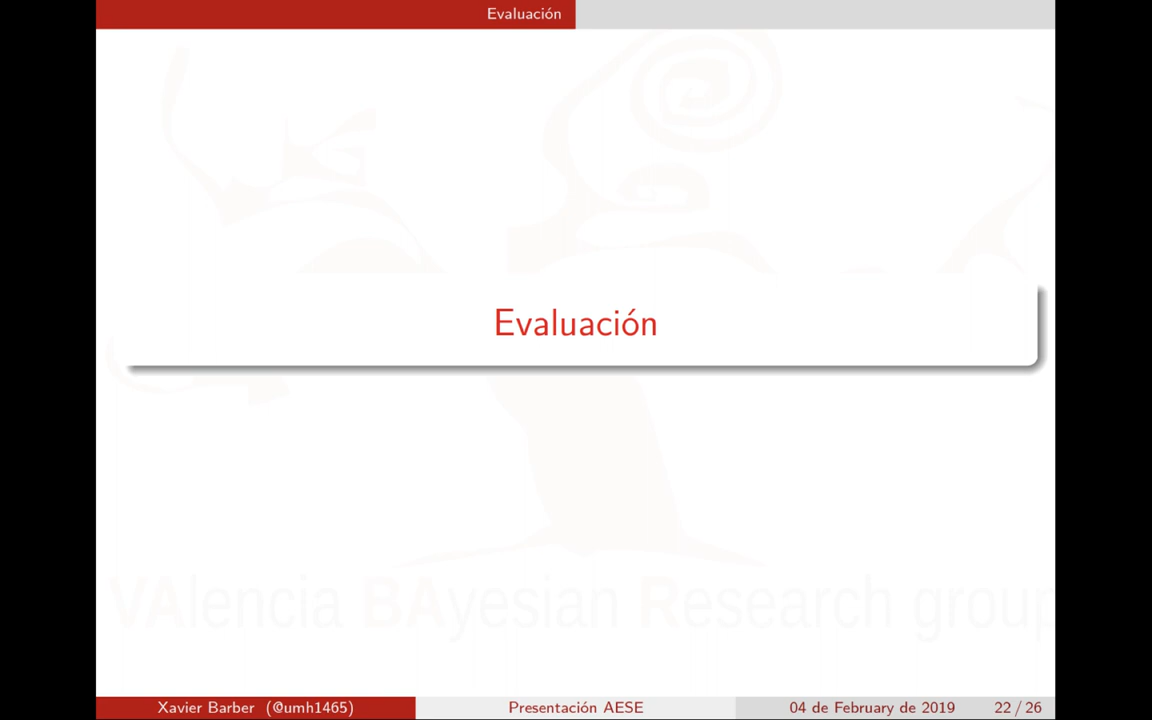 Evaluación
Evaluación
VAlencia BAyesian Research group
Xavier Barber (@umh1465)
Presentación AESE
04 de February de 2019
22 / 26